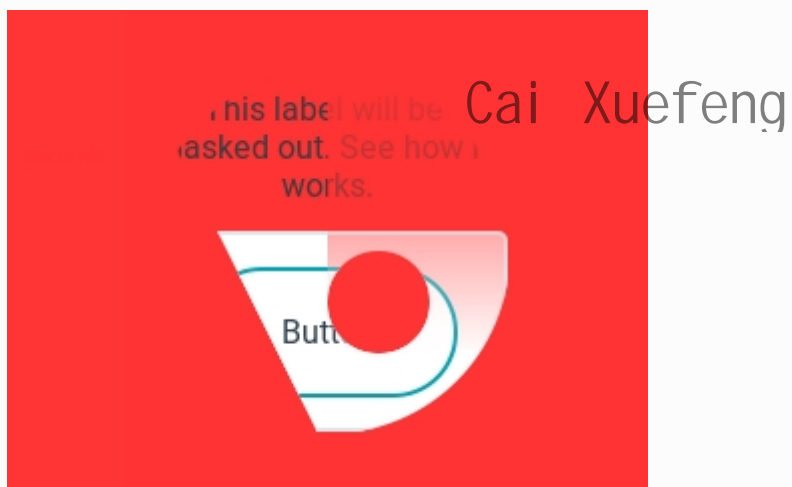 his label will be
asked out. See how
works.
Cai Xuefeng
Butt